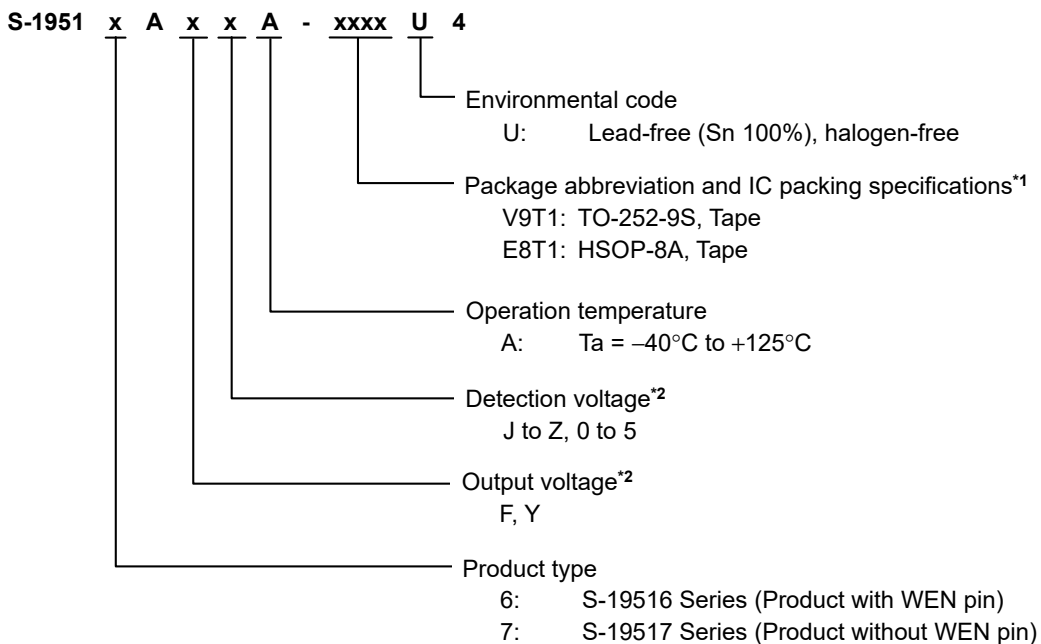 S-1951 x A x x A - xxxx U 4
Environmental code
U: Lead-free (Sn 100%), halogen-free
Package abbreviation and IC packing specifications*1
V9T1: TO-252-9S, Tape
E8T1: HSOP-8A, Tape
Operation temperature
A: Ta = −40°C to +125°C
Detection voltage*2
J to Z, 0 to 5
Output voltage*2
F, Y
Product type
6: S-19516 Series (Product with WEN pin)
7: S-19517 Series (Product without WEN pin)